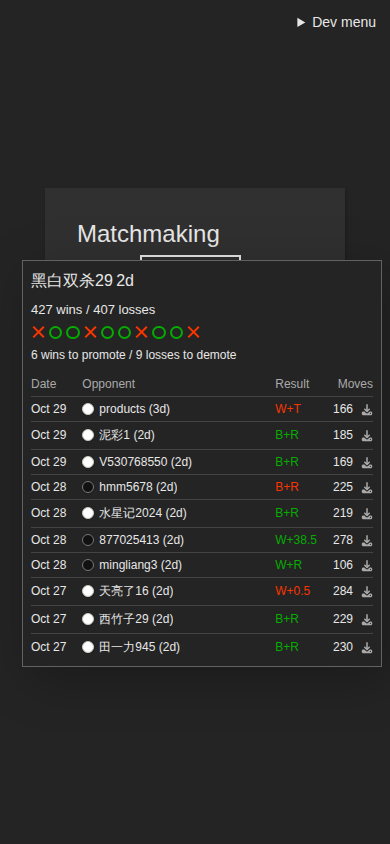 ▶ Dev menu
Matchmaking
黑白双杀29 2d
427 wins / 407 losses
6 wins to promote / 9 losses to demote
Date Opponent Result Moves
Oct 29 products (3d) W+T 166
Oct 29 泥彩1 (2d) B+R 185
Oct 29 V530768550 (2d) B+R 169
Oct 28 hmm5678 (2d) B+R 225
Oct 28 水星记2024 (2d) B+R 219
Oct 28 877025413 (2d) W+38.5 278
Oct 28 mingliang3 (2d) W+R 106
Oct 27 天亮了16 (2d) W+0.5 284
Oct 27 西竹子29 (2d) B+R 229
Oct 27 田一力945 (2d) B+R 230